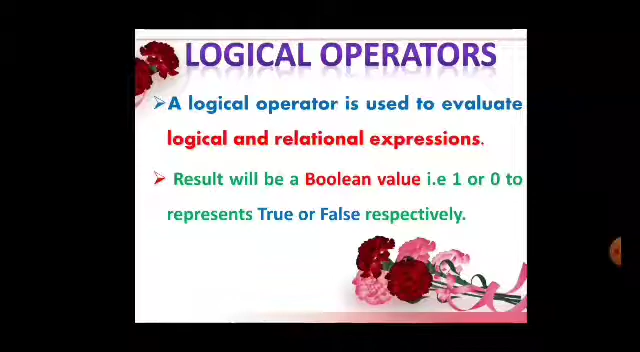 LOGICAL OPERATORS
➢A logical operator is used to evaluate
logical and relational expressions.
➢ Result will be a Boolean value i.e 1 or 0 to
represents True or False respectively.